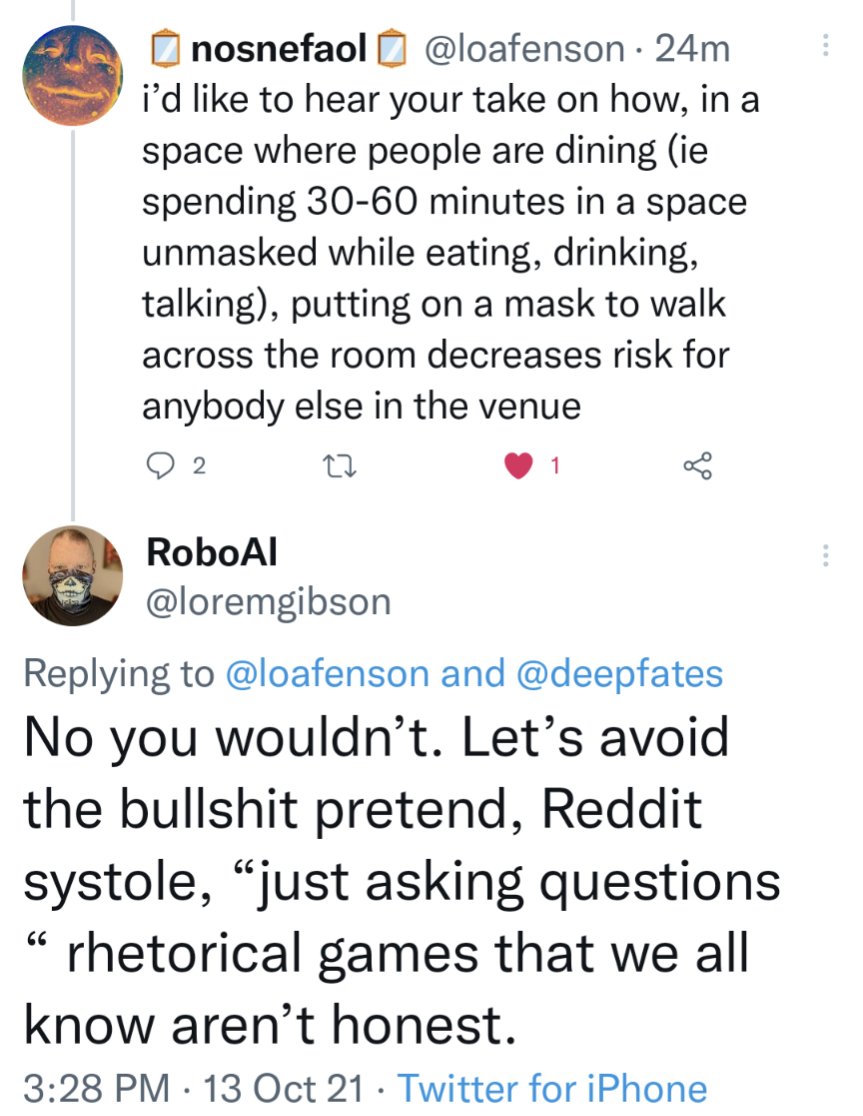 🪞 nosnefaol 🪞 @loafenson · 24m
i’d like to hear your take on how, in a
space where people are dining (ie
spending 30-60 minutes in a space
unmasked while eating, drinking,
talking), putting on a mask to walk
across the room decreases risk for
anybody else in the venue
2 1
RoboAl
@loremgibson
Replying to @loafenson and @deepfates
No you wouldn’t. Let’s avoid
the bullshit pretend, Reddit
systole, “just asking questions
“ rhetorical games that we all
know aren’t honest.
3:28 PM · 13 Oct 21 · Twitter for iPhone